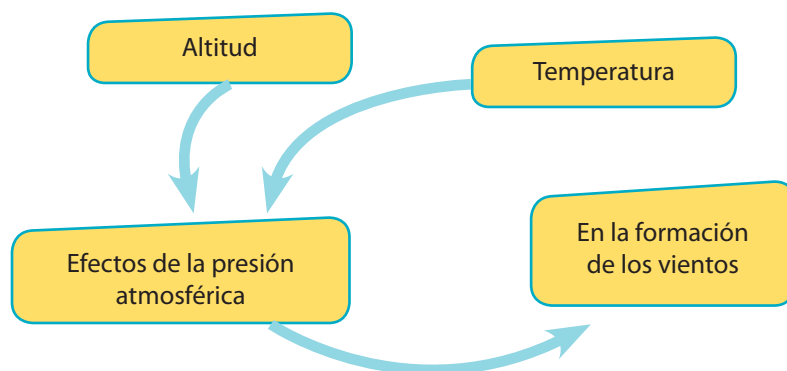 Altitud
Temperatura
Efectos de la presión
atmosférica
En la formación
de los vientos